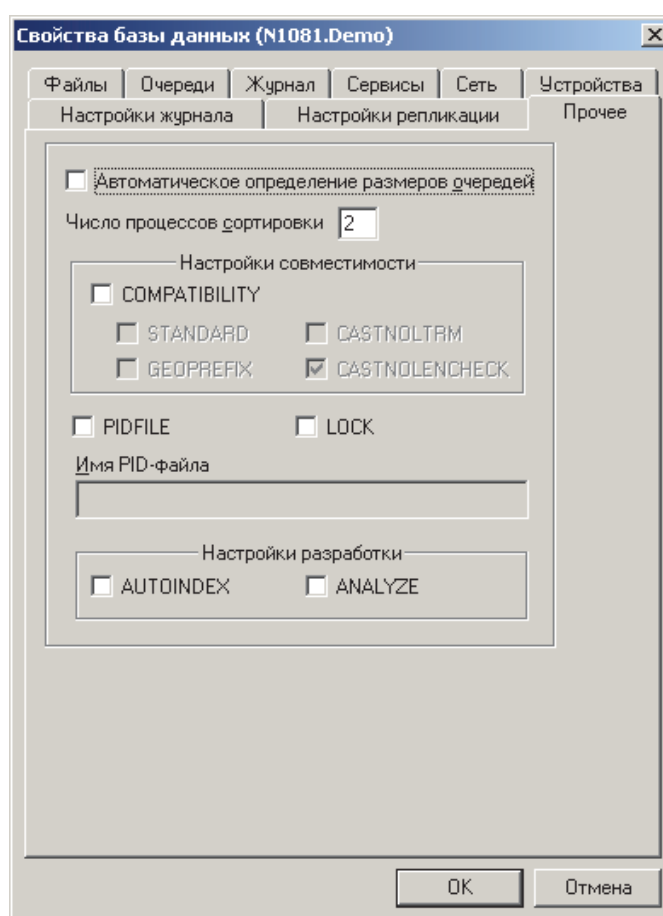 Свойства базы данных (N1081.Demo)
Файлы Очереди Журнал Сервисы Сеть Устройства
Настройки журнала Настройки репликации Прочее
Автоматическое определение размеров очередей
Число процессов сортировки 2
Настройки совместимости
COMPATIBILITY
STANDARD CASTNOLTRM
GEOPREFIX CASTNOLENCHECK
PIDFILE LOCK
Имя PID-файла
Настройки разработки
AUTOINDEX ANALYZE
OK Отмена